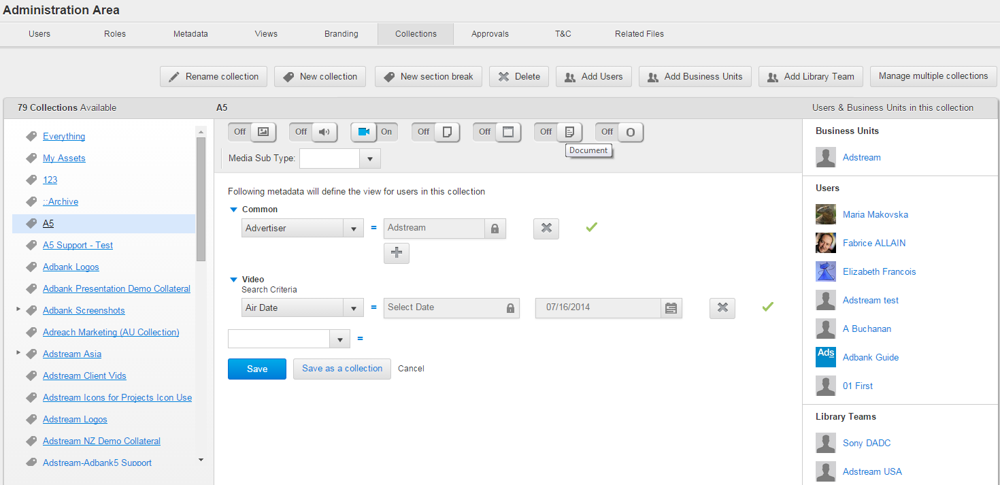 Administration Area
Users Roles Metadata Views Branding Collections Approvals T&C Related Files
Rename collection New collection New section break Delete Add Users Add Business Units Add Library Team Manage multiple collections
79 Collections Available
A5
Users & Business Units in this collection
Everything
My Assets
123
::Archive
A5
A5 Support - Test
Adbank Logos
Adbank Presentation Demo Collateral
Adbank Screenshots
Adreach Marketing (AU Collection)
Adstream Asia
Adstream Client Vids
Adstream Icons for Projects Icon Use
Adstream Logos
Adstream NZ Demo Collateral
Adstream-Adbank5 Support
Off Off On Off Off Off Off O
Document
Media Sub Type:
Following metadata will define the view for users in this collection
Common
Advertiser = Adstream
Video
Search Criteria
Air Date = Select Date 07/16/2014
=
Save Save as a collection Cancel
Business Units
Adstream
Users
Maria Makovska
Fabrice ALLAIN
Elizabeth Francois
Adstream test
A Buchanan
Ads
Adbank Guide
01 First
Library Teams
Sony DADC
Adstream USA